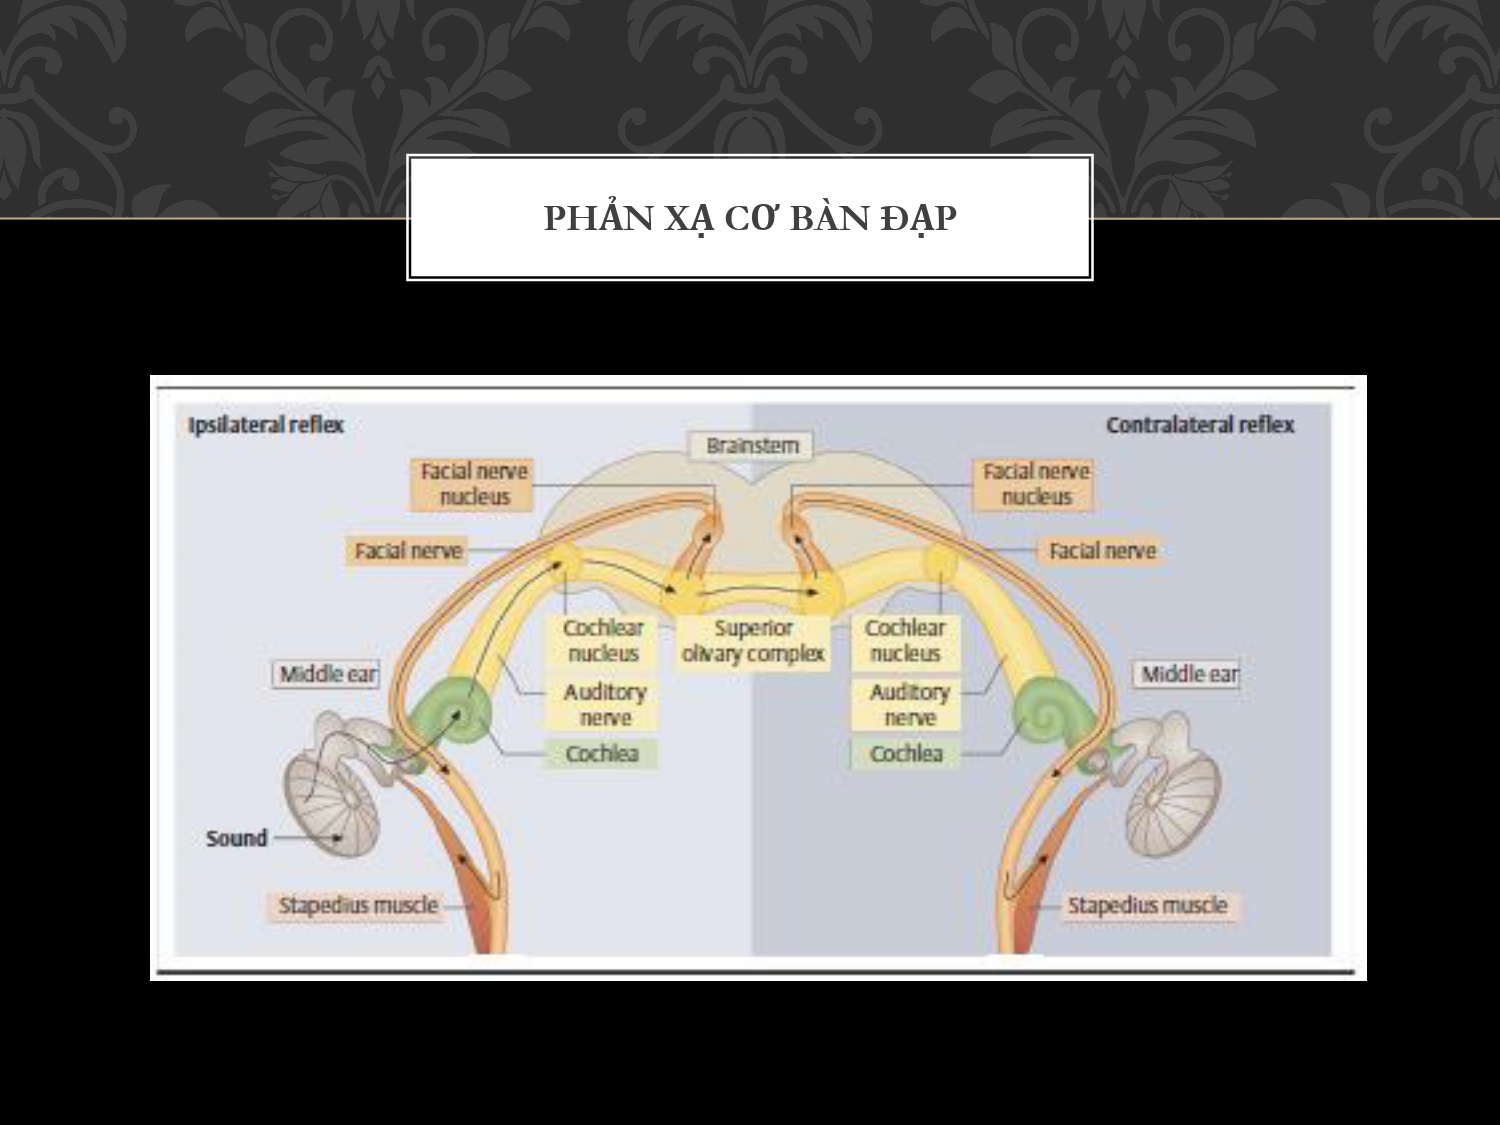 PHẢN XẠ CƠ BÀN ĐẠP
Ipsilateral reflex
Contralateral reflex
Brainstem
Facial nerve
nucleus
Facial nerve
nucleus
Facial nerve
Facial nerve
Cochlear
nucleus
Superior
olivary complex
Cochlear
nucleus
Middle ear
Middle ear
Auditory
nerve
Auditory
nerve
Cochlea
Cochlea
Sound
Stapedius muscle
Stapedius muscle